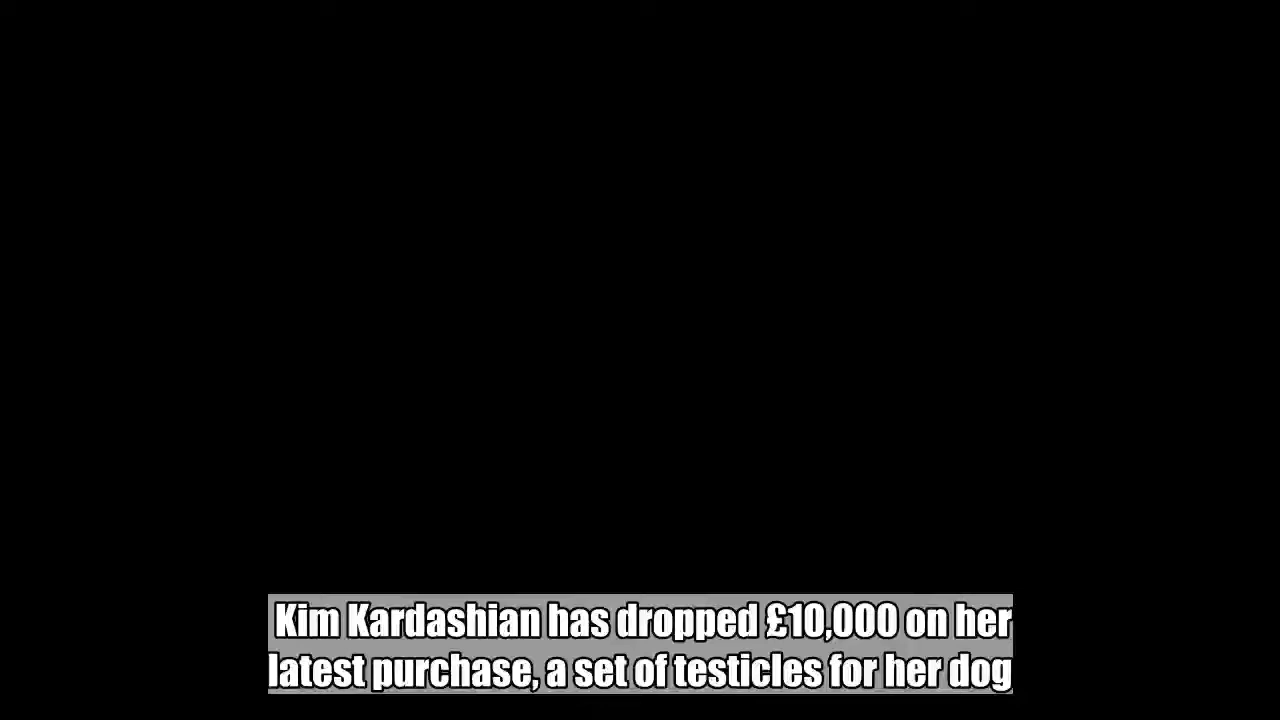 Kim Kardashian has dropped £10,000 on her
latest purchase, a set of testicles for her dog